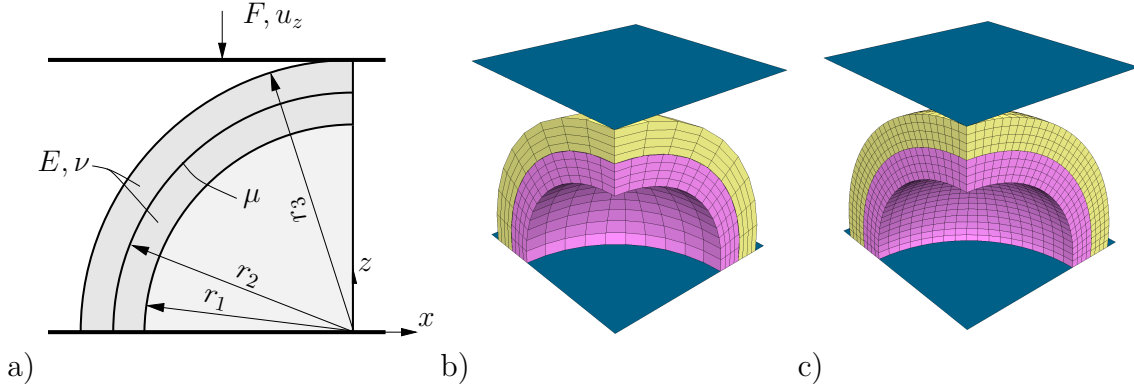 F, u_z
E, ν
μ
r_3
r_2
r_1
z
x
a)
b)
c)